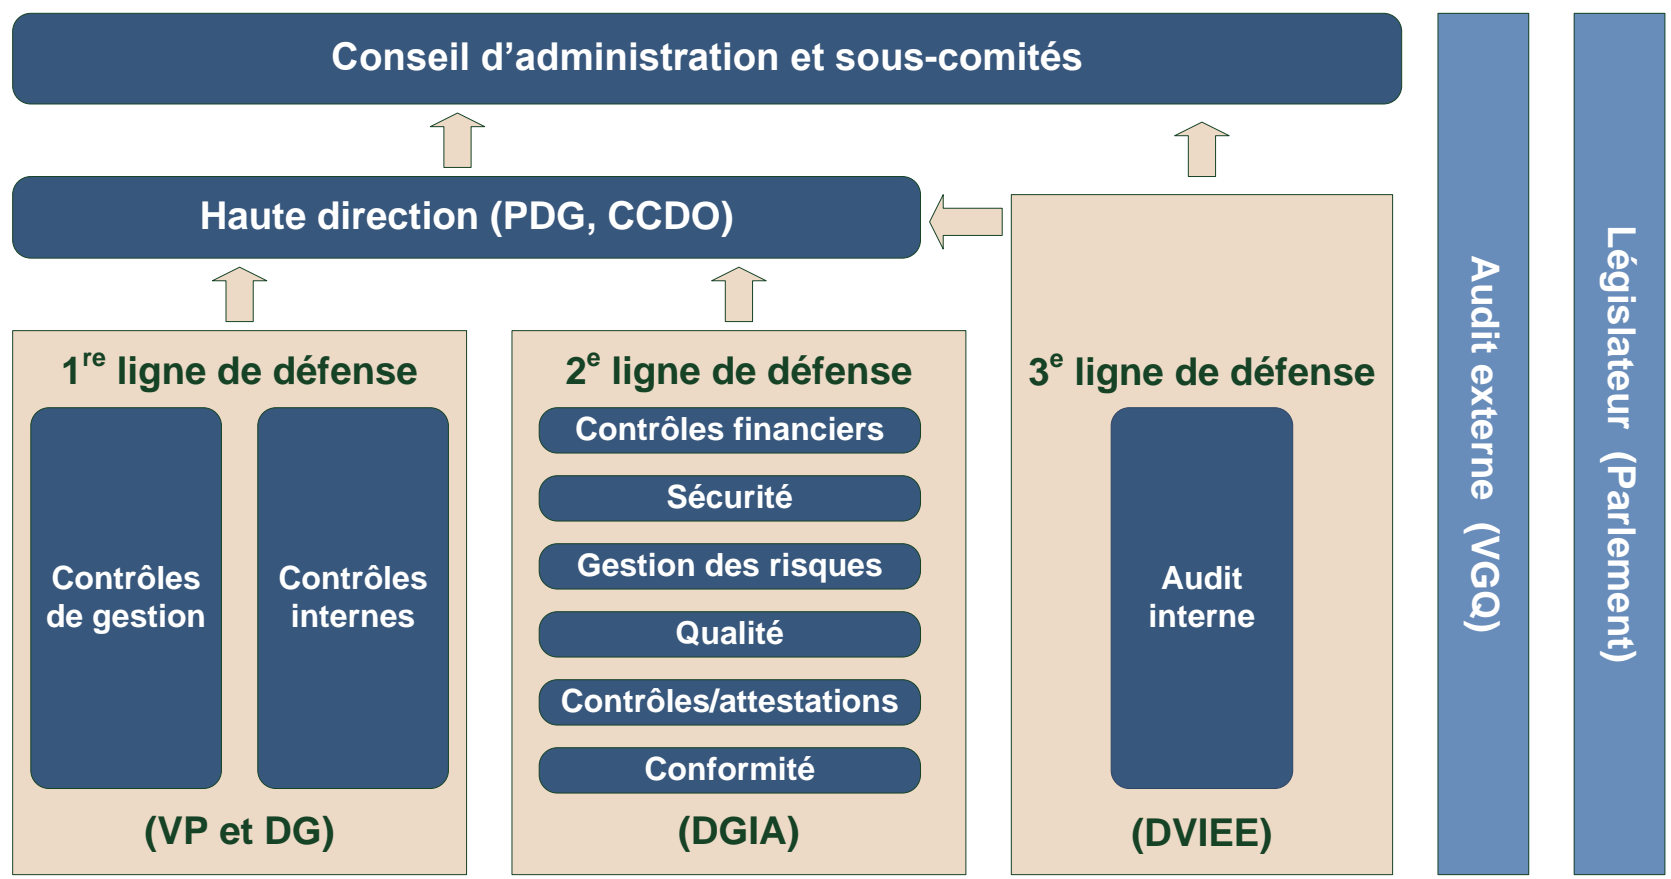 Conseil d’administration et sous-comités
Haute direction (PDG, CCDO)
1re ligne de défense
Contrôles
de gestion
Contrôles
internes
(VP et DG)
2e ligne de défense
Contrôles financiers
Sécurité
Gestion des risques
Qualité
Contrôles/attestations
Conformité
(DGIA)
3e ligne de défense
Audit
interne
(DVIEE)
Audit externe (VGQ)
Législateur (Parlement)